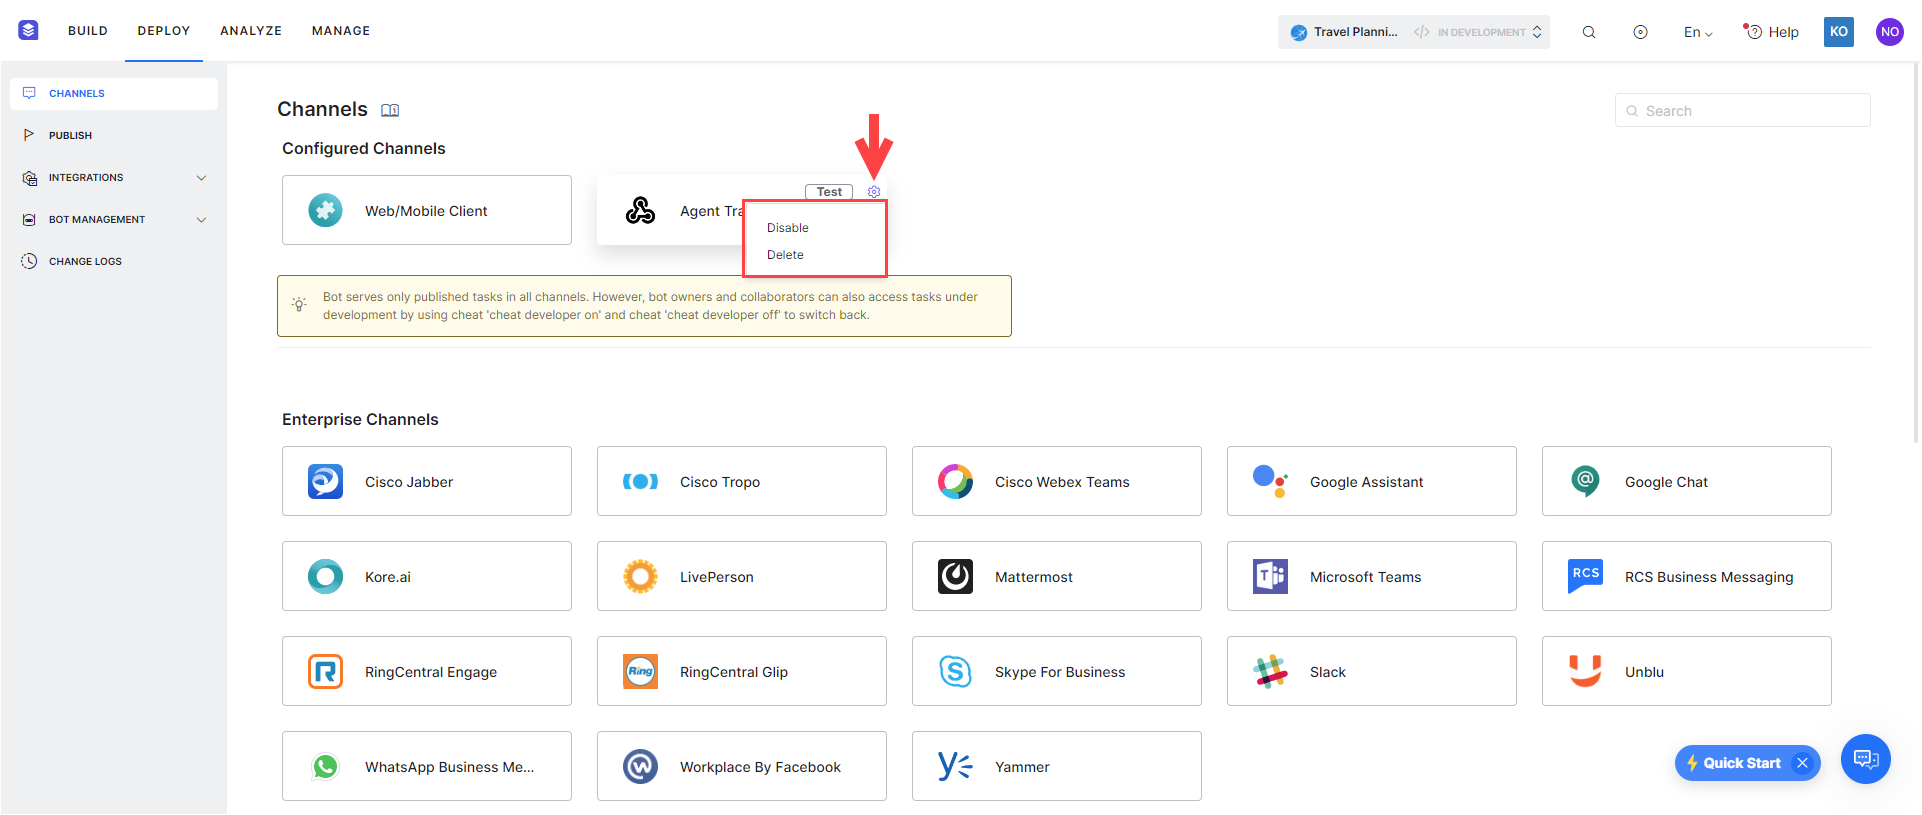 BUILD DEPLOY ANALYZE MANAGE
Travel Planni... </> IN DEVELOPMENT En Help KO NO
CHANNELS
PUBLISH
INTEGRATIONS
BOT MANAGEMENT
CHANGE LOGS
Channels
Search
Configured Channels
Web/Mobile Client
Agent Tra
Test
Disable
Delete
Bot serves only published tasks in all channels. However, bot owners and collaborators can also access tasks under
development by using cheat 'cheat developer on' and cheat 'cheat developer off' to switch back.
Enterprise Channels
Cisco Jabber
Cisco Tropo
Cisco Webex Teams
Google Assistant
@ Google Chat
Kore.ai
LivePerson
Mattermost
Microsoft Teams
RCS RCS Business Messaging
RingCentral Engage
Ring RingCentral Glip
Skype For Business
Slack
Unblu
WhatsApp Business Me...
Workplace By Facebook
Yammer
Quick Start